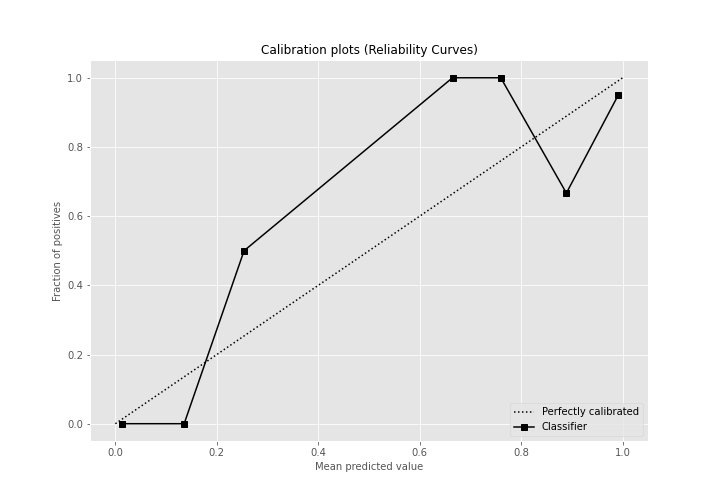 Calibration plots (Reliability Curves)
1.0
0.8
0.6
0.4
0.2
0.0
Fraction of positives
0.0 0.2 0.4 0.6 0.8 1.0
Mean predicted value
Perfectly calibrated
Classifier